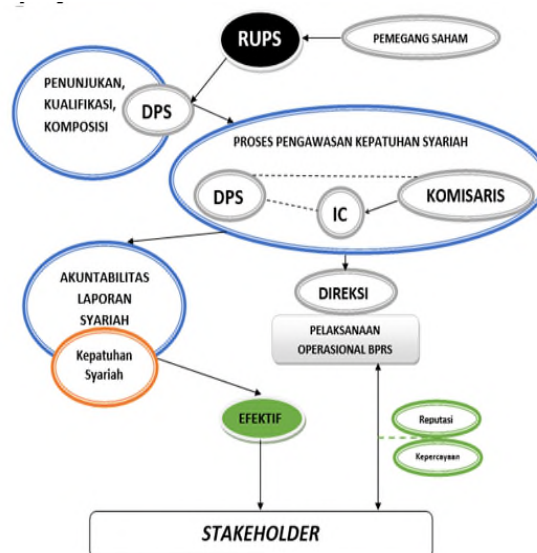 RUPS
PEMEGANG SAHAM
PENUNJUKAN,
KUALIFIKASI,
KOMPOSISI
DPS
PROSES PENGAWASAN KEPATUHAN SYARIAH
DPS
IC
KOMISARIS
AKUNTABILITAS
LAPORAN
SYARIAH
Kepatuhan
Syariah
DIREKSI
PELAKSANAAN
OPERASIONAL BPRS
EFEKTIF
Reputasi
Kepercayaan
STAKEHOLDER